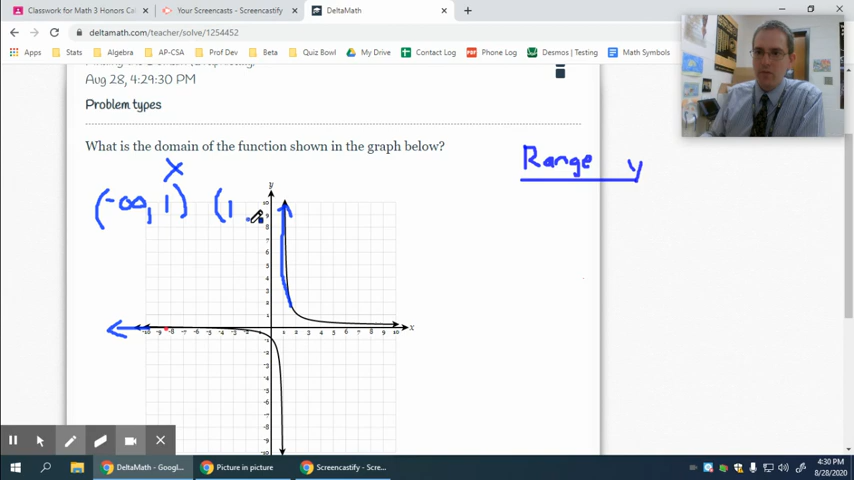 Classwork for Math 3 Honors Cal
Your Screencasts - Screencastify
DeltaMath
deltamath.com/teacher/solve/1254452
Apps
Stats
Algebra
AP-CSA
Prof Dev
Beta
Quiz Bowl
My Drive
Contact Log
Phone Log
Desmos | Testing
Math Symbols
Aug 28, 4:29:30 PM
Problem types
What is the domain of the function shown in the graph below?
X
Range y
(-∞, 1) (1
y
x
DeltaMath - Googl...
Picture in picture
Screencastify - Scre...
4:30 PM
8/28/2020